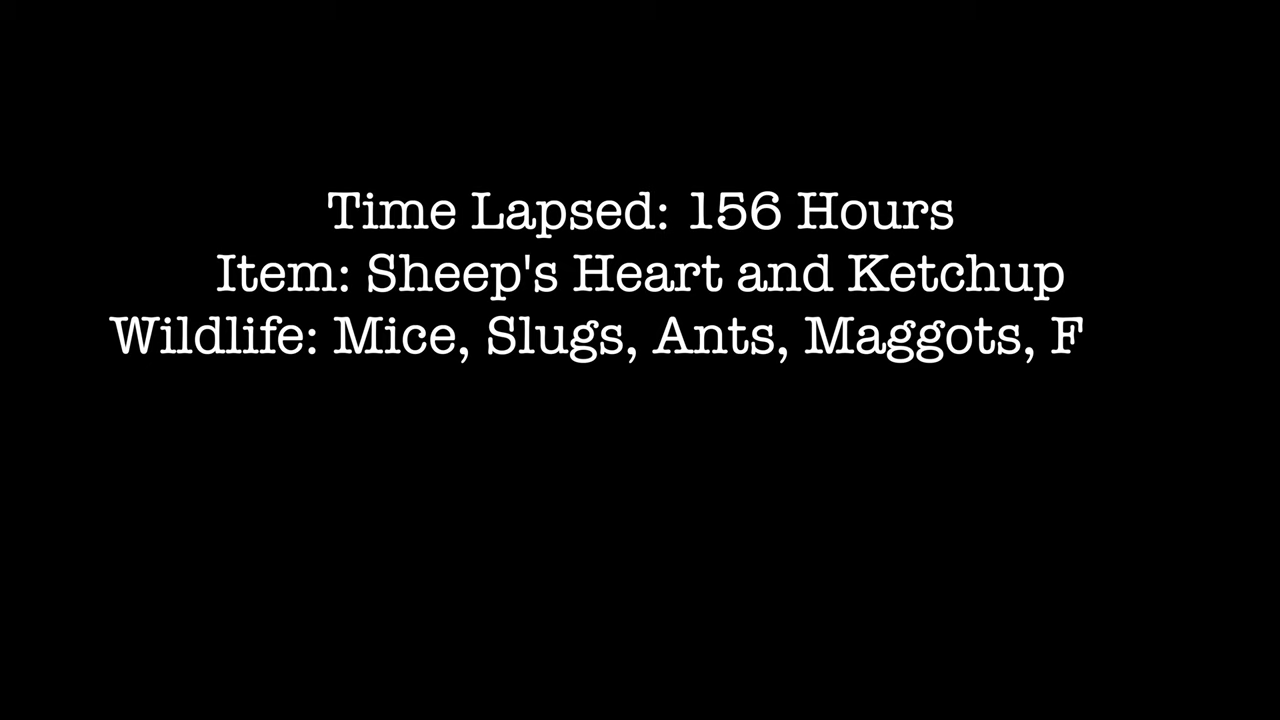 Time Lapsed: 156 Hours
Item: Sheep's Heart and Ketchup
Wildlife: Mice, Slugs, Ants, Maggots, F